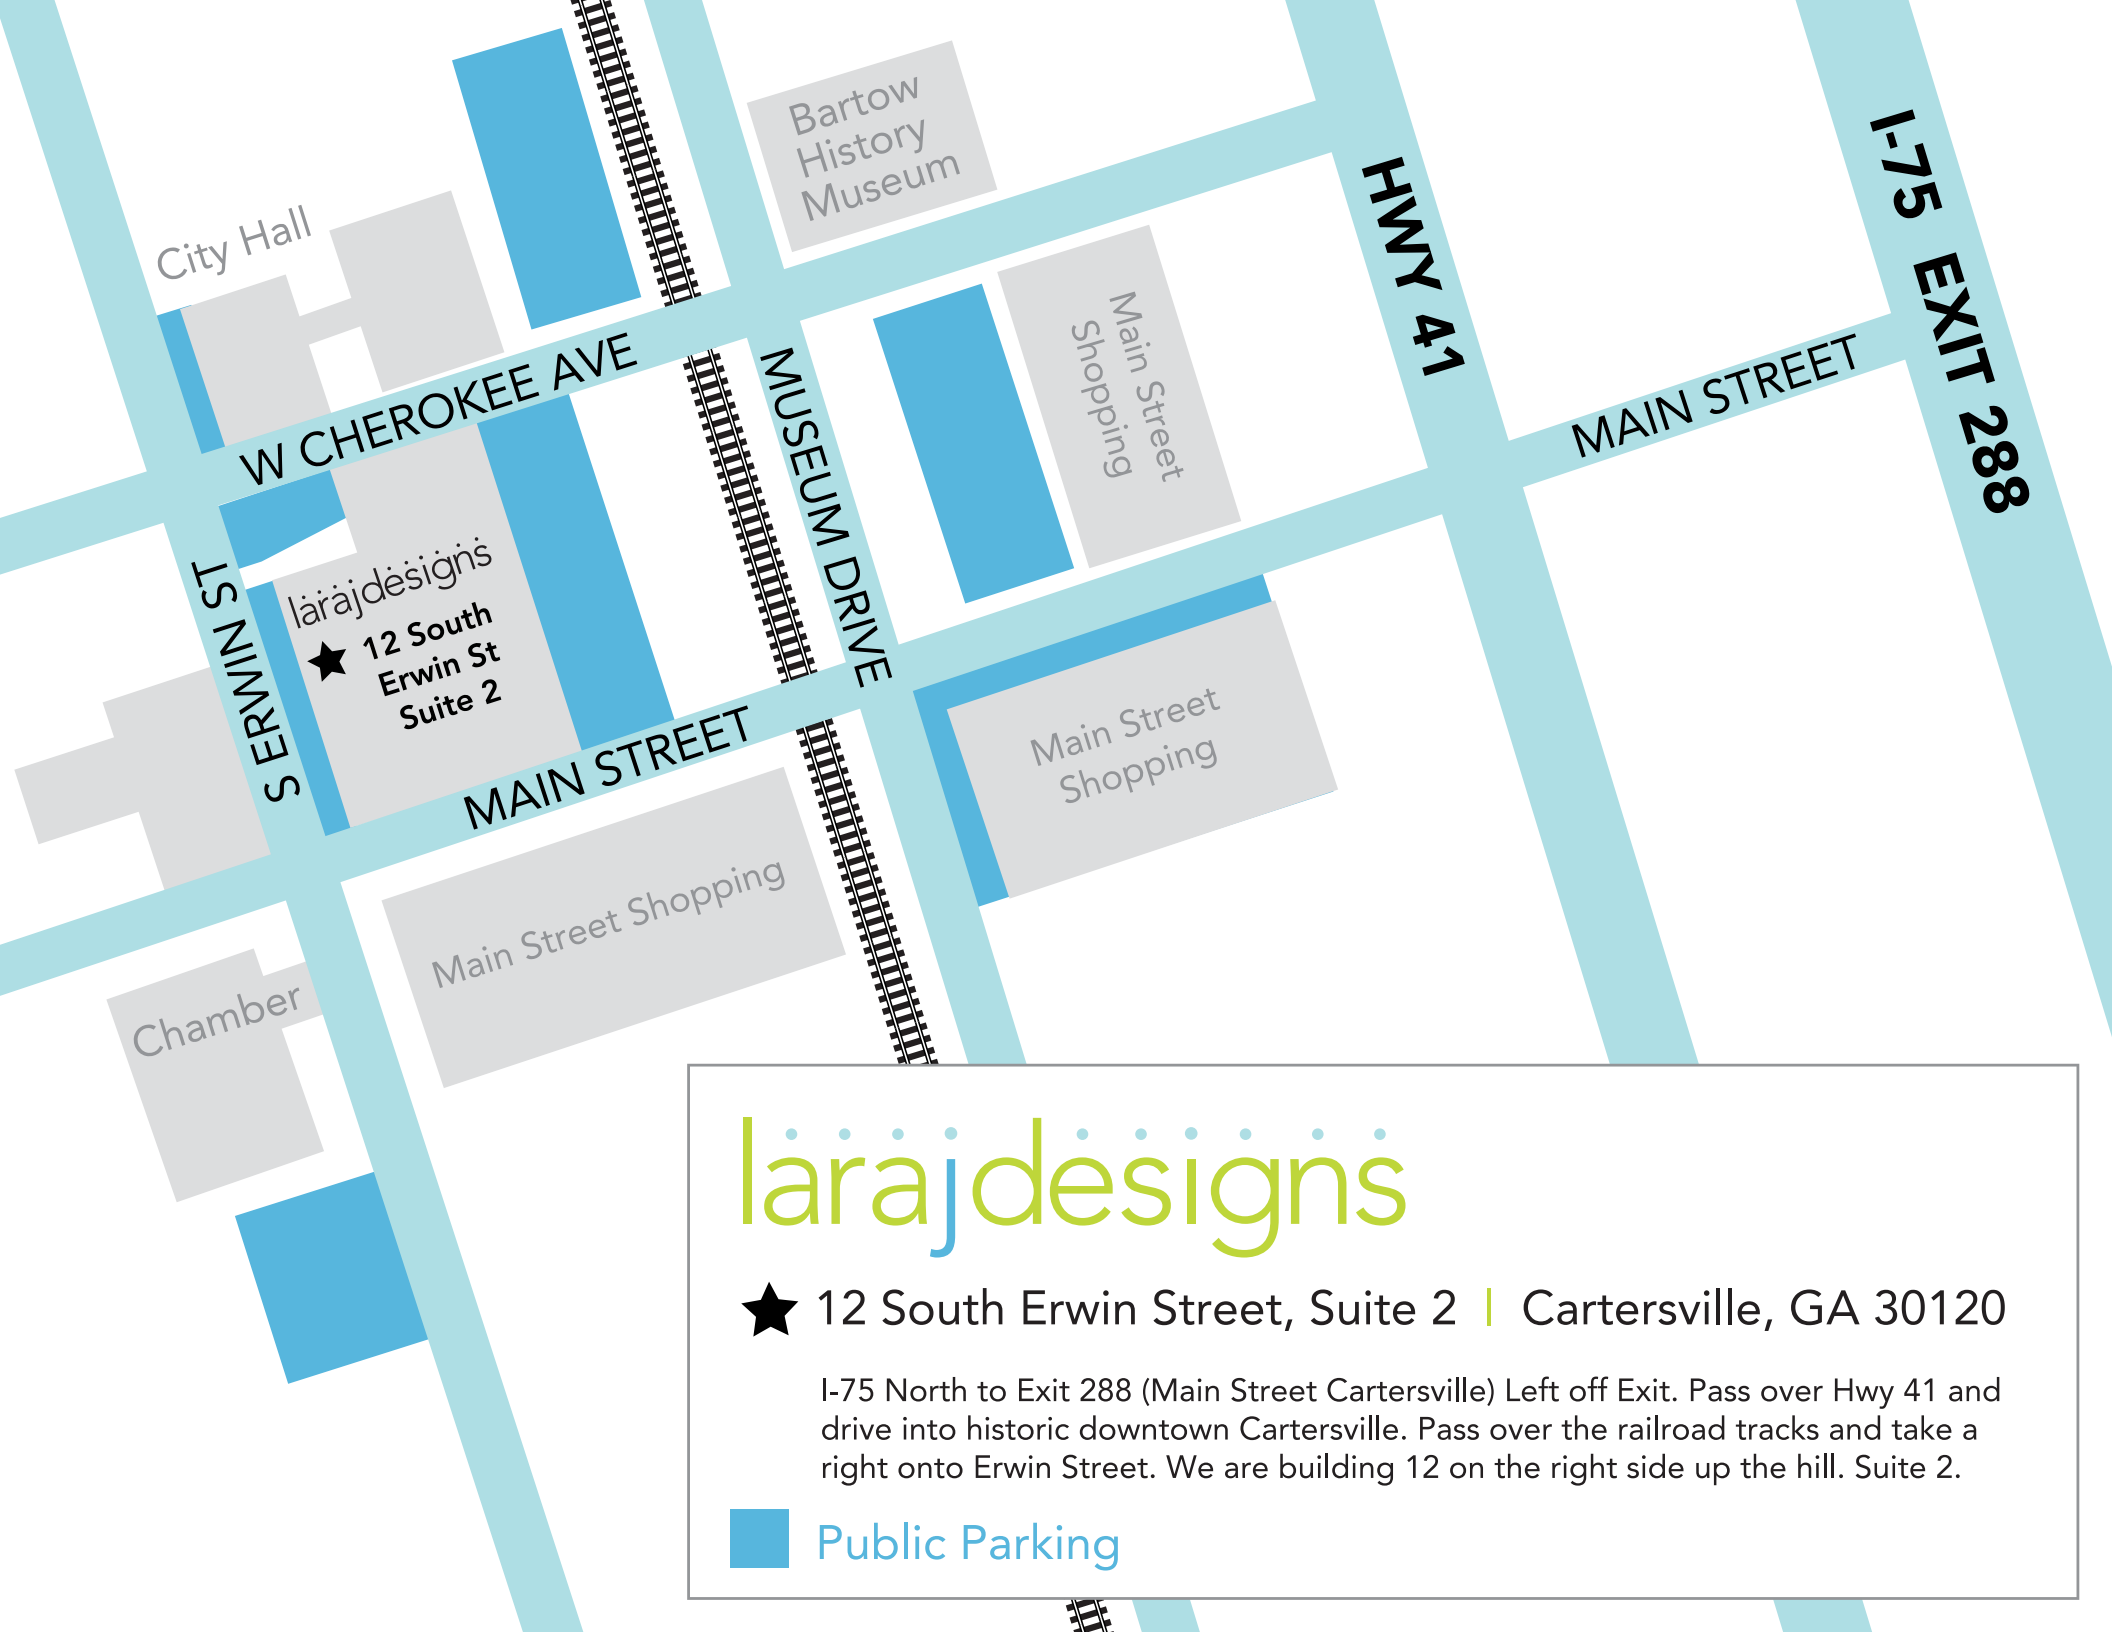 Bartow
History
Museum
City Hall
HWY 41
I-75 EXIT 288
W CHEROKEE AVE
MUSEUM DRIVE
Main Street
Shopping
MAIN STREET
S ERWIN ST
larajdesigns
12 South
Erwin St
Suite 2
MAIN STREET
Main Street
Shopping
Main Street Shopping
Chamber
larajdesigns
12 South Erwin Street, Suite 2 | Cartersville, GA 30120
I-75 North to Exit 288 (Main Street Cartersville) Left off Exit. Pass over Hwy 41 and
drive into historic downtown Cartersville. Pass over the railroad tracks and take a
right onto Erwin Street. We are building 12 on the right side up the hill. Suite 2.
Public Parking